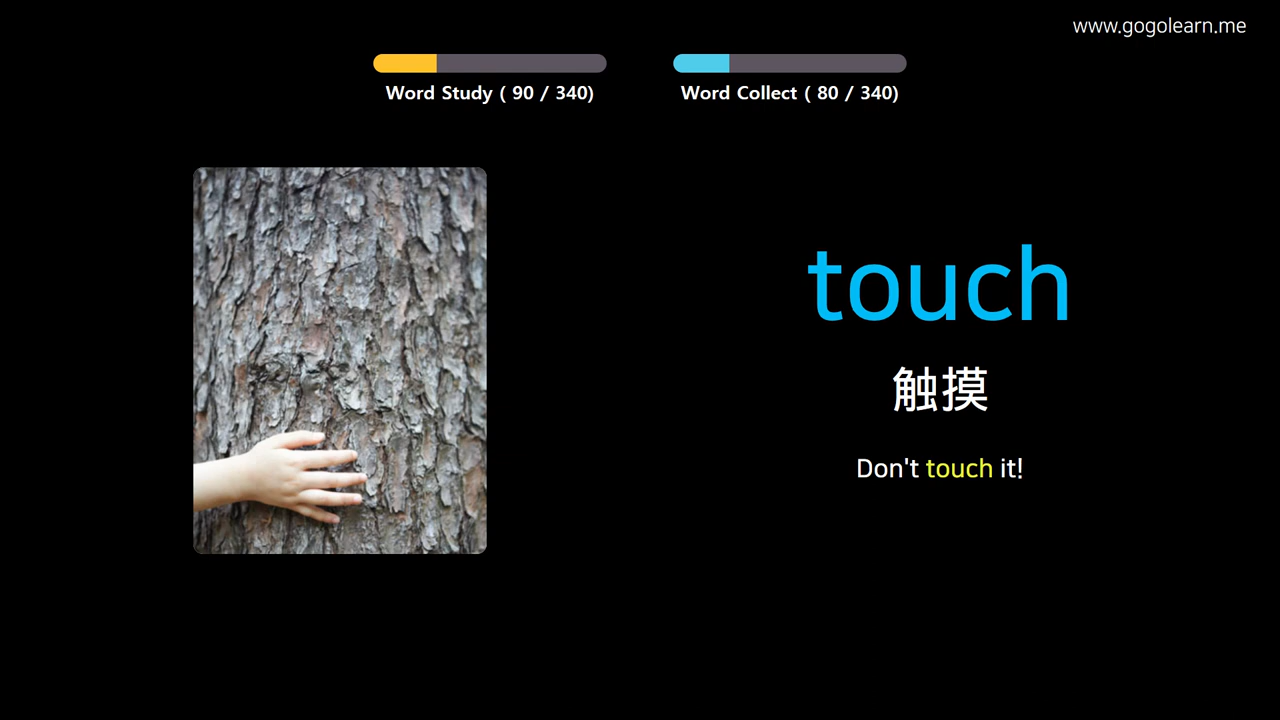 www.gogolearn.me
Word Study ( 90 / 340)
Word Collect ( 80 / 340)
touch
触摸
Don't touch it!